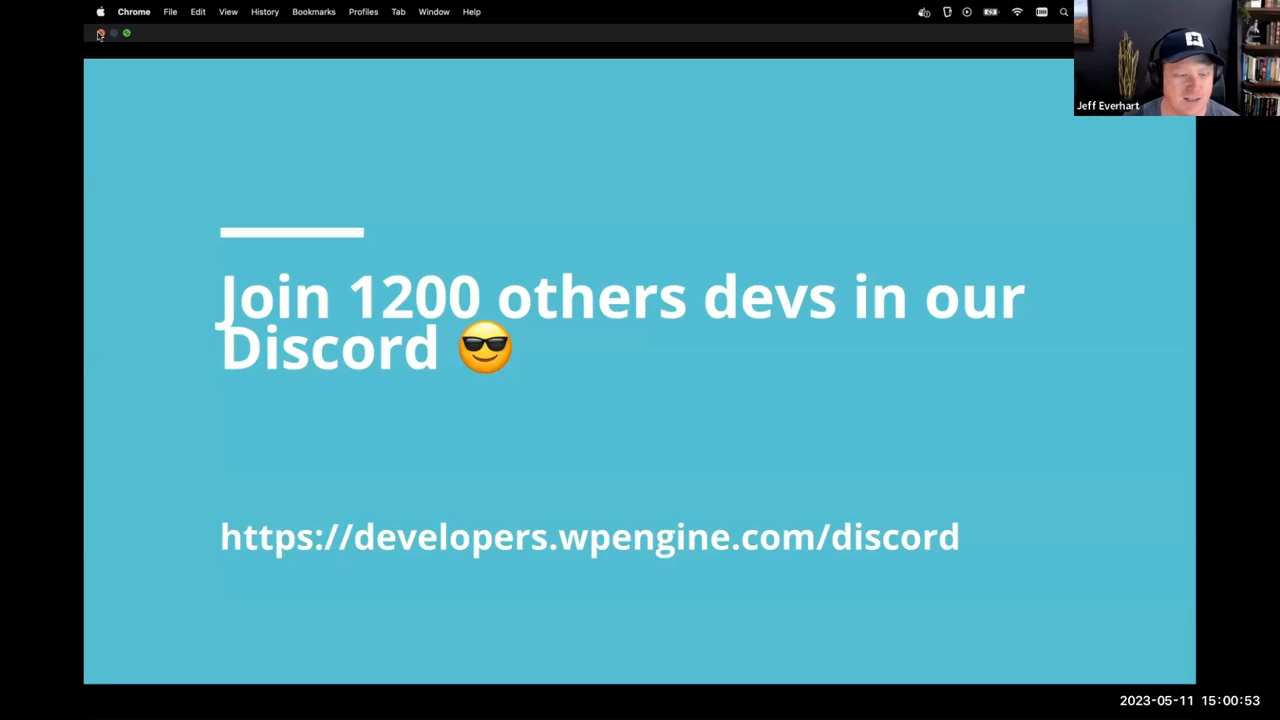 Chrome File Edit View History Bookmarks Profiles Tab Window Help
Jeff Everhart
Join 1200 others devs in our
Discord 😎
https://developers.wpengine.com/discord
2023-05-11 15:00:53